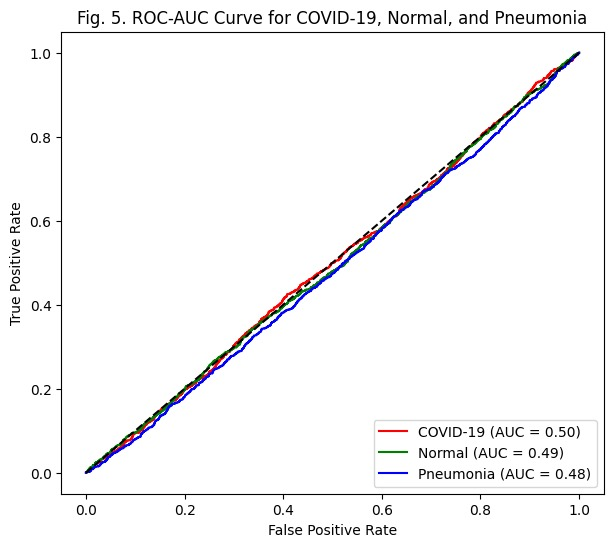 Fig. 5. ROC-AUC Curve for COVID-19, Normal, and Pneumonia
1.0
0.8
0.6
0.4
0.2
0.0
True Positive Rate
COVID-19 (AUC = 0.50)
Normal (AUC = 0.49)
Pneumonia (AUC = 0.48)
0.0 0.2 0.4 0.6 0.8 1.0
False Positive Rate